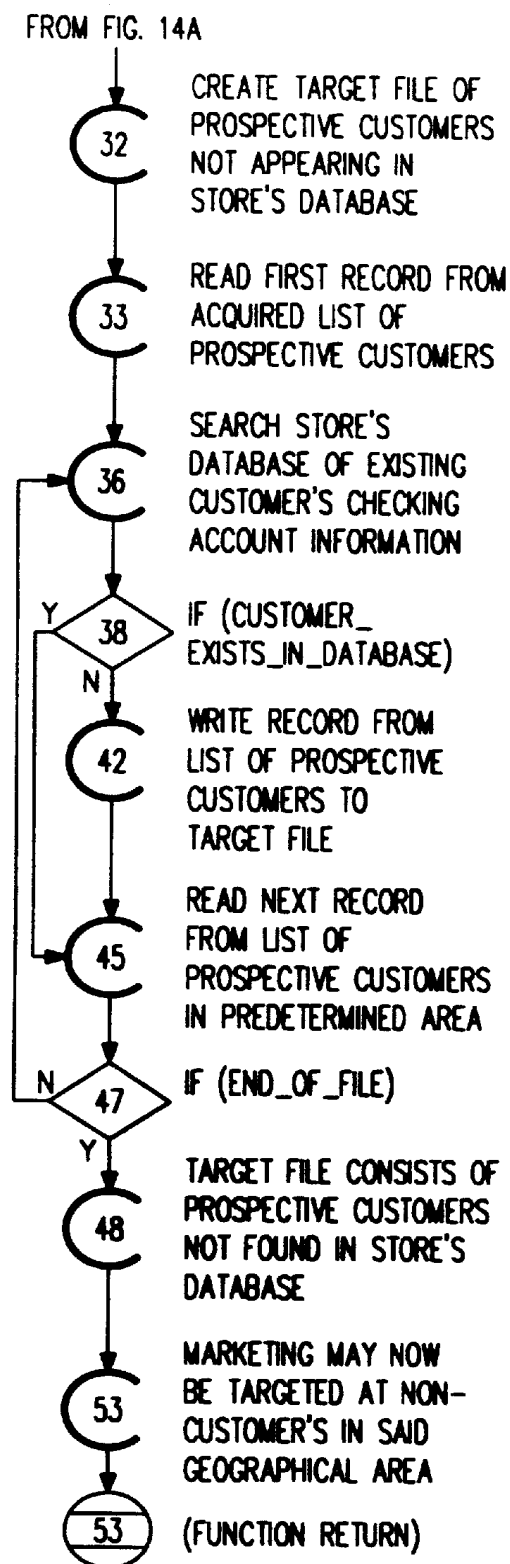 FROM FIG. 14A
32
CREATE TARGET FILE OF
PROSPECTIVE CUSTOMERS
NOT APPEARING IN
STORE'S DATABASE
33
READ FIRST RECORD FROM
ACQUIRED LIST OF
PROSPECTIVE CUSTOMERS
36
SEARCH STORE'S
DATABASE OF EXISTING
CUSTOMER'S CHECKING
ACCOUNT INFORMATION
Y
38
N
IF (CUSTOMER_
EXISTS_IN_DATABASE)
42
WRITE RECORD FROM
LIST OF PROSPECTIVE
CUSTOMERS TO
TARGET FILE
45
READ NEXT RECORD
FROM LIST OF
PROSPECTIVE CUSTOMERS
IN PREDETERMINED AREA
N
47
Y
IF (END_OF_FILE)
48
TARGET FILE CONSISTS OF
PROSPECTIVE CUSTOMERS
NOT FOUND IN STORE'S
DATABASE
53
MARKETING MAY NOW
BE TARGETED AT NON-
CUSTOMER'S IN SAID
GEOGRAPHICAL AREA
53
(FUNCTION RETURN)